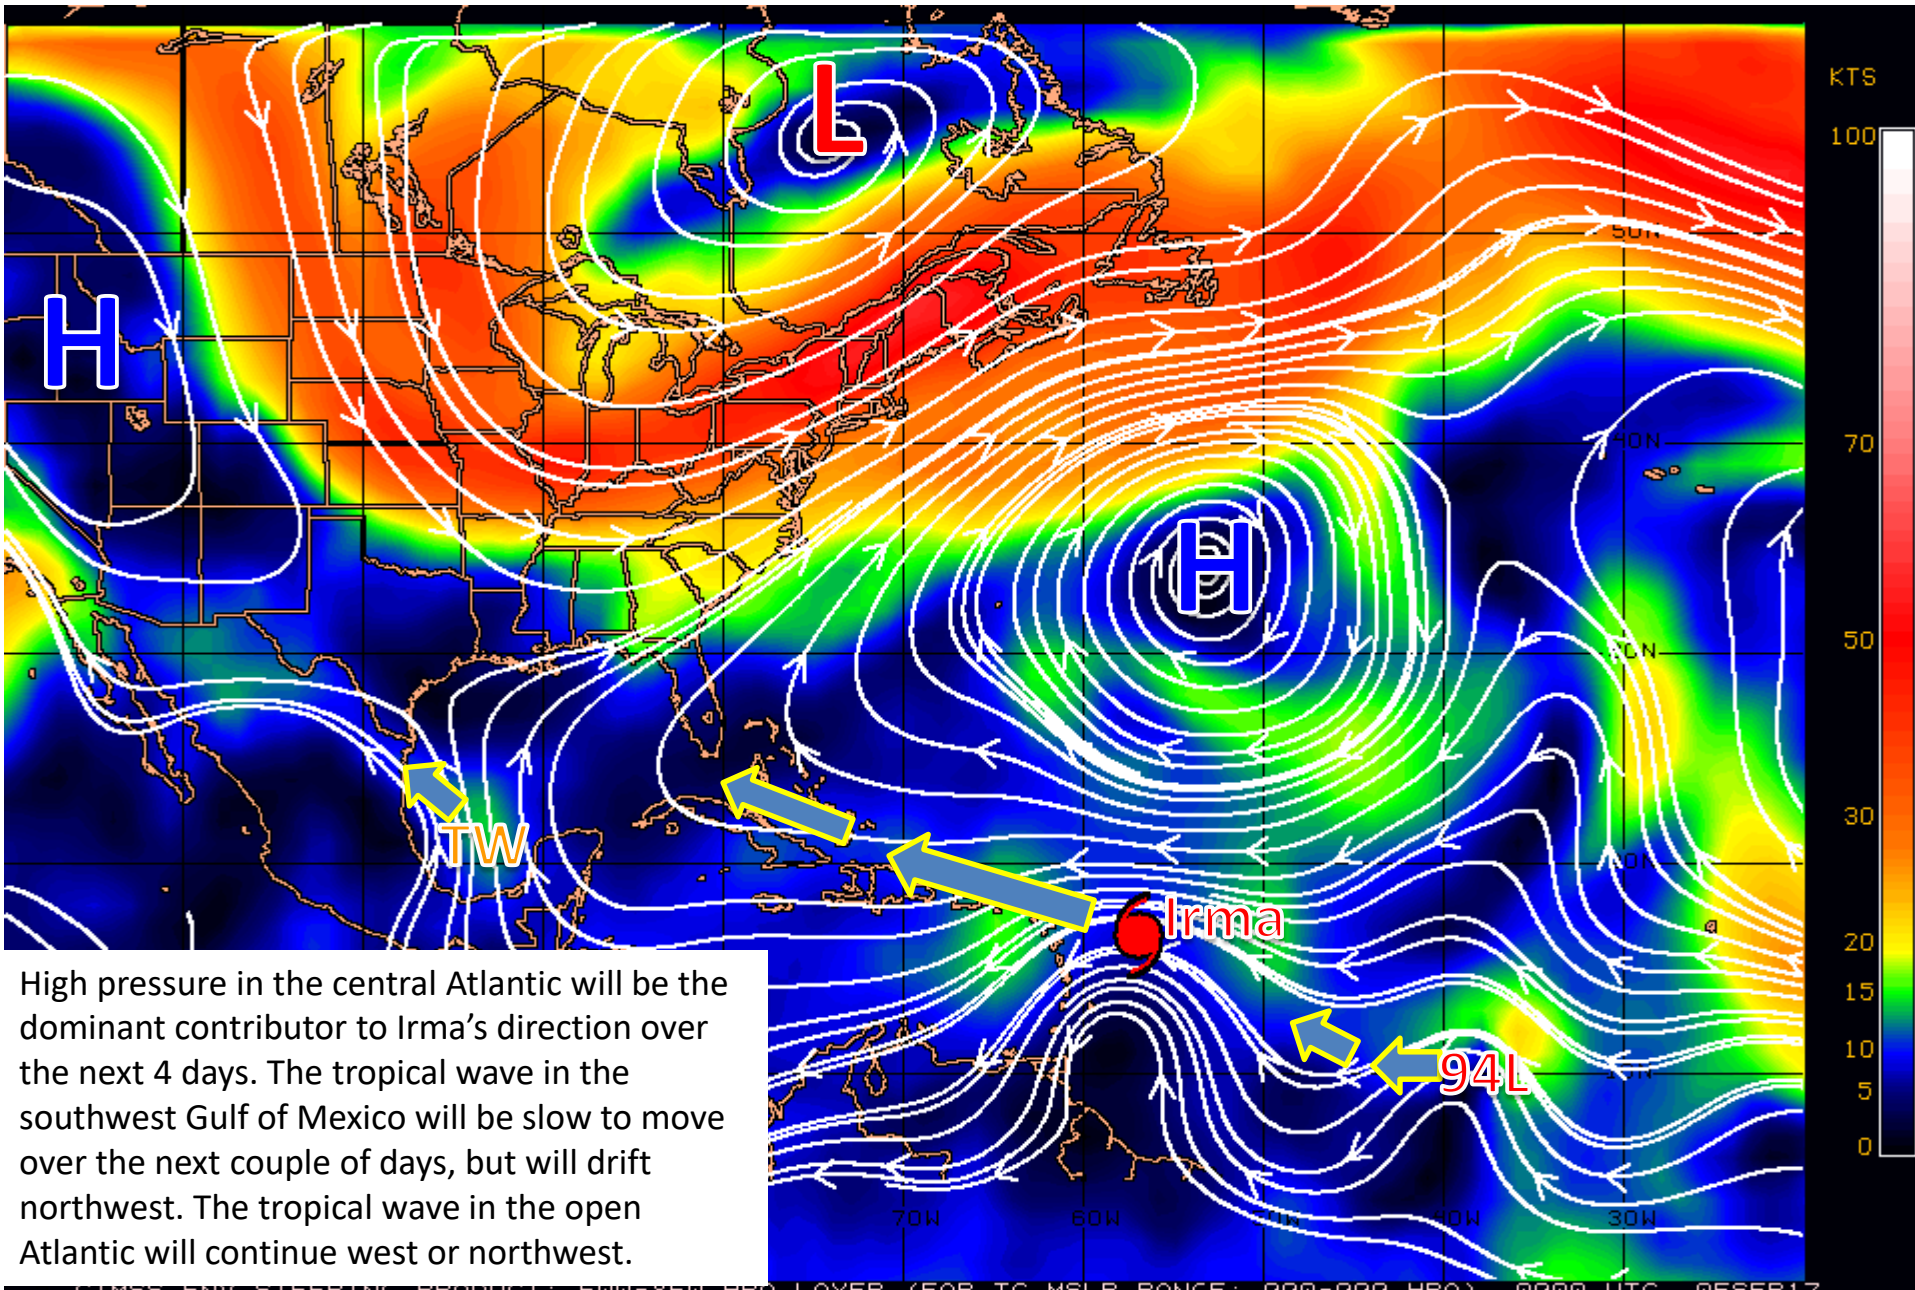 KTS
L
100
50N
H
70
40N
H
50
30
TW
20N
Irma
20
15
94L
10N
10
5
0
70W 60W 50W 40W 30W
High pressure in the central Atlantic will be the
dominant contributor to Irma’s direction over
the next 4 days. The tropical wave in the
southwest Gulf of Mexico will be slow to move
over the next couple of days, but will drift
northwest. The tropical wave in the open
Atlantic will continue west or northwest.